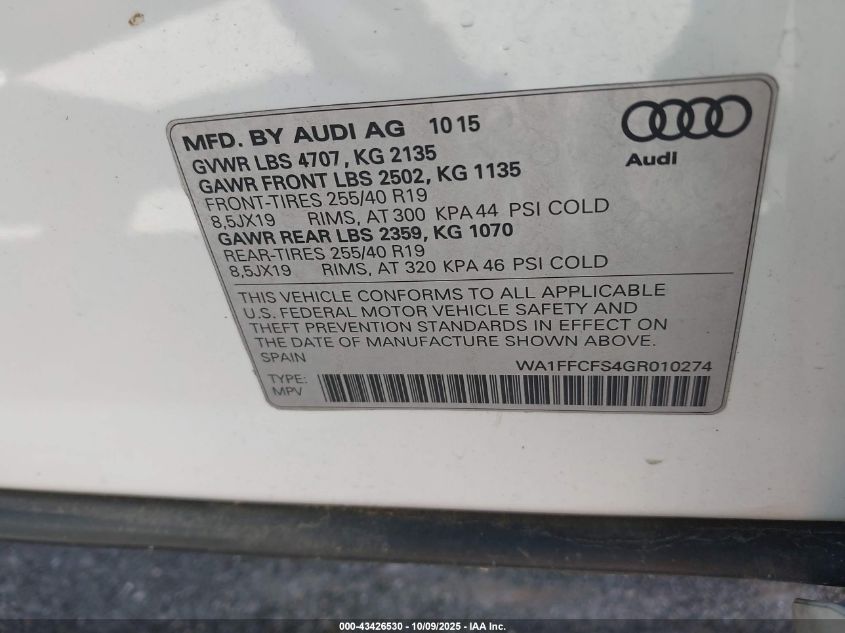 MFD. BY AUDI AG 10 15
GVWR LBS 4707, KG 2135
GAWR FRONT LBS 2502, KG 1135
FRONT-TIRES 255/40 R19
8,5JX19 RIMS, AT 300 KPA 44 PSI COLD
GAWR REAR LBS 2359, KG 1070
REAR-TIRES 255/40 R19
8,5JX19 RIMS, AT 320 KPA 46 PSI COLD
Audi
THIS VEHICLE CONFORMS TO ALL APPLICABLE
U.S. FEDERAL MOTOR VEHICLE SAFETY AND
THEFT PREVENTION STANDARDS IN EFFECT ON
THE DATE OF MANUFACTURE SHOWN ABOVE.
SPAIN
WA1FFCFS4GR010274
TYPE:
MPV
000-43426530 - 10/09/2025 - IAA Inc.